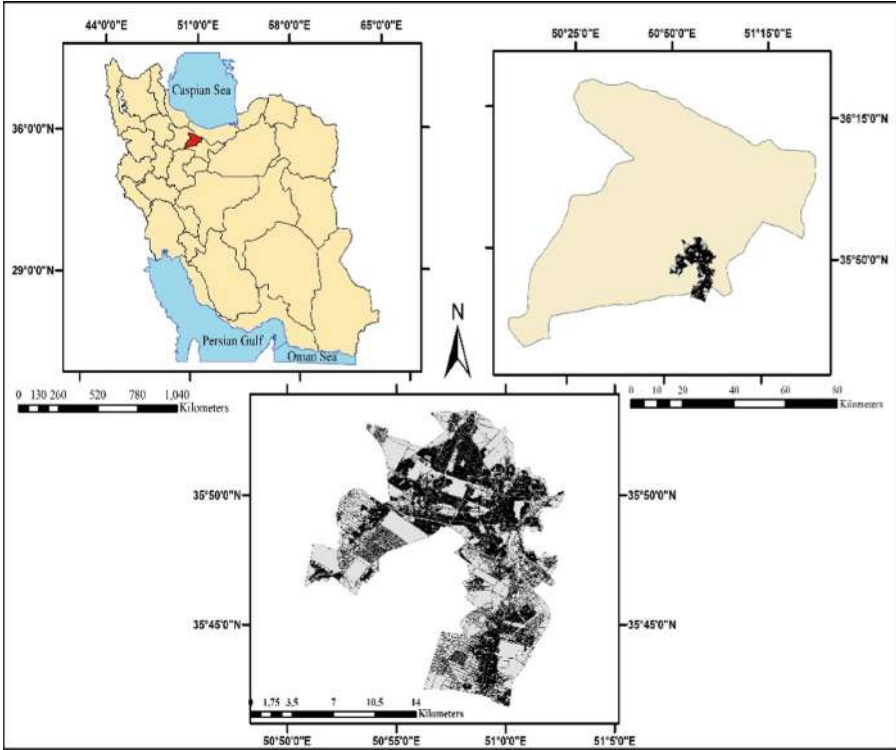 44°0'0"E 51°0'0"E 58°0'0"E 65°0'0"E
Caspian Sea
36°0'0"N
29°0'0"N
Persian Gulf
Oman Sea
0 130 260 520 780 1,040
Kilometers
N
50°25'0"E 50°50'0"E 51°15'0"E
36°15'0"N
35°50'0"N
0 10 20 40 60 80
Kilometers
35°50'0"N 35°50'0"N
35°45'0"N 35°45'0"N
0 1.75 3.5 7 10.5 14
Kilometers
50°50'0"E 50°55'0"E 51°0'0"E 51°5'0"E